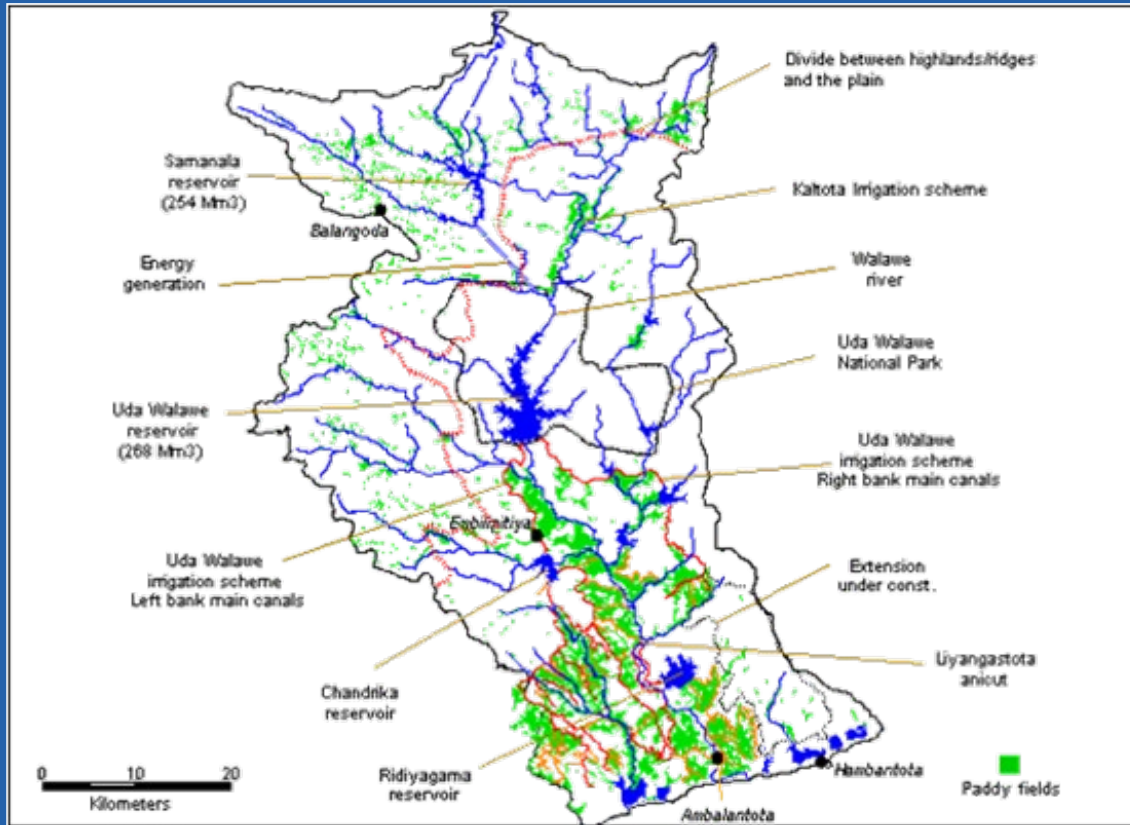 Divide between highlands/ridges
and the plain
Samanala
reservoir
(254 Mm3)
Kaltota Irrigation scheme
Balangoda
Energy
generation
Walawe
river
Uda Walawe
National Park
Uda Walawe
reservoir
(268 Mm3)
Uda Walawe
irrigation scheme
Right bank main canals
Embilipitiya
Uda Walawe
irrigation scheme
Left bank main canals
Extension
under const.
Liyangastota
anicut
Chandrika
reservoir
Ridiyagama
reservoir
Hambantota
Ambalantota
Paddy fields
0 10 20
Kilometers